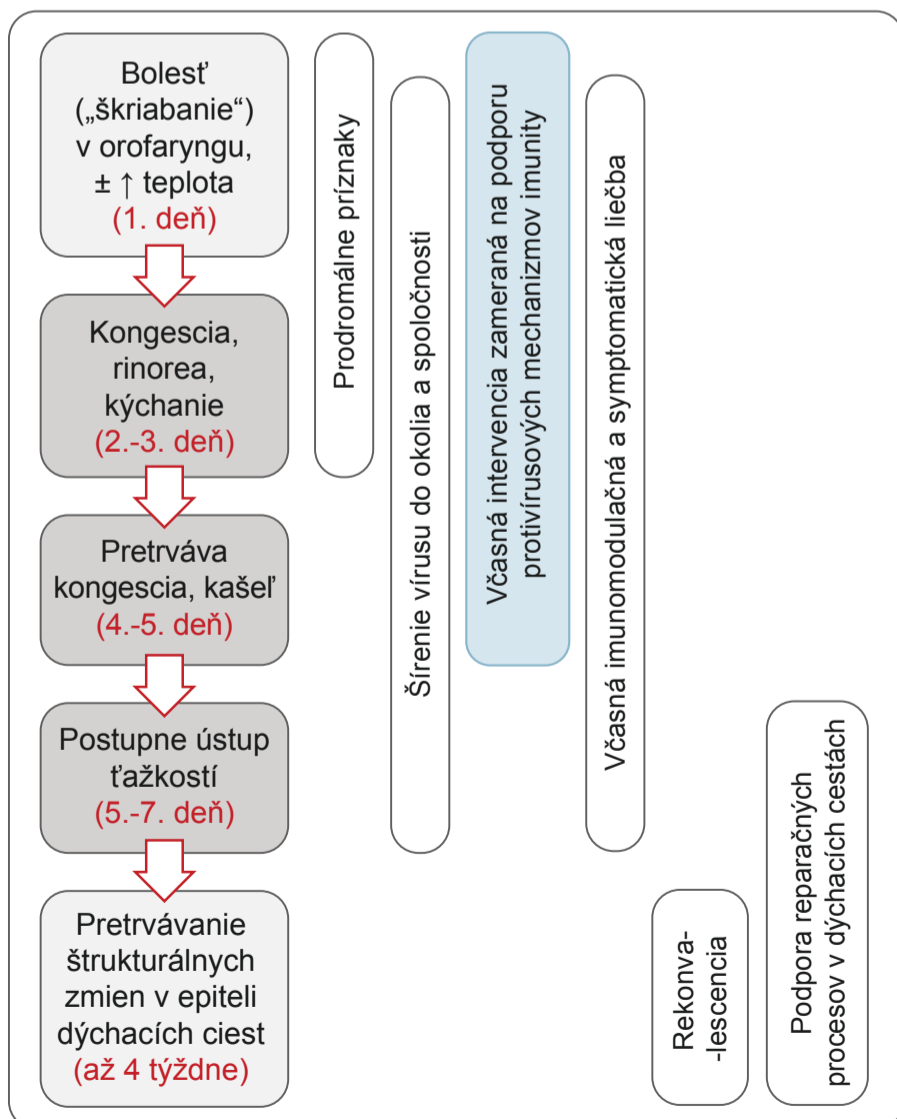 Bolesť
(„škriabanie“)
v orofaryngu,
± ↑ teplota
(1. deň)
Kongescia,
rinorea,
kýchanie
(2.-3. deň)
Pretrváva
kongescia, kašeľ
(4.-5. deň)
Postupne ústup
ťažkostí
(5.-7. deň)
Pretrvávanie
štrukturálnych
zmien v epiteli
dýchacích ciest
(až 4 týždne)
Prodromálne príznaky
Šírenie vírusu do okolia a spoločnosti
Včasná intervencia zameraná na podporu
protivírusových mechanizmov imunity
Včasná imunomodulačná a symptomatická liečba
Rekonva-
-lescencia
Podpora reparačných
procesov v dýchacích cestách